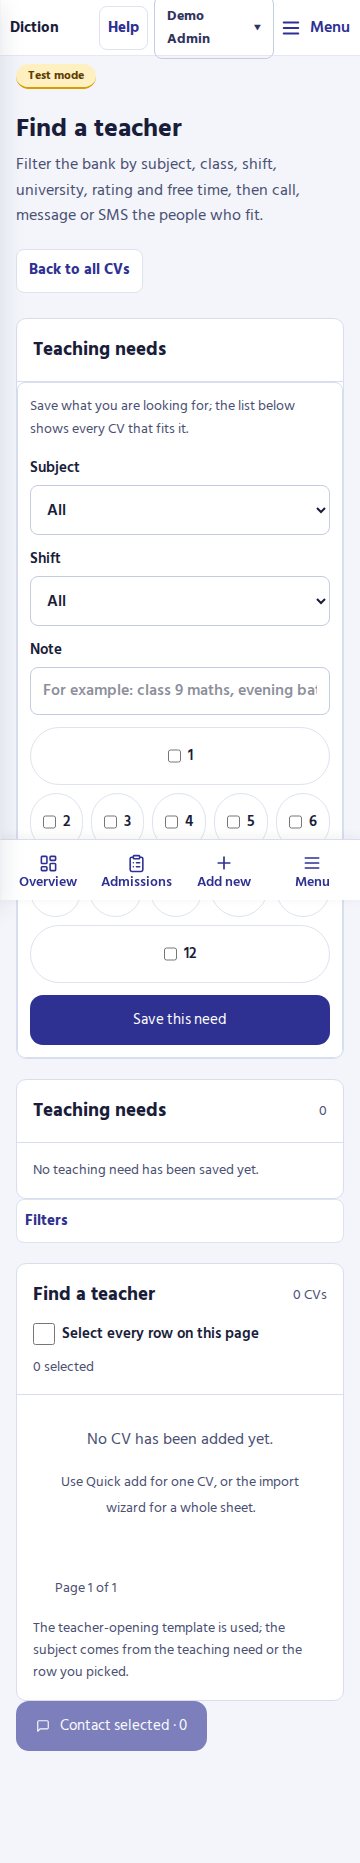 Diction
Help
Demo Admin
Menu
Test mode
Find a teacher
Filter the bank by subject, class, shift,
university, rating and free time, then call,
message or SMS the people who fit.
Back to all CVs
Teaching needs
Save what you are looking for; the list below
shows every CV that fits it.
Subject
All
Shift
All
Note
For example: class 9 maths, evening
1
2 3 4 5 6
Overview Admissions Add new Menu
12
Save this need
Teaching needs 0
No teaching need has been saved yet.
Filters
Find a teacher 0 CVs
Select every row on this page
0 selected
No CV has been added yet.
Use Quick add for one CV, or the import
wizard for a whole sheet.
Page 1 of 1
The teacher-opening template is used; the
subject comes from the teaching need or the
row you picked.
Contact selected · 0